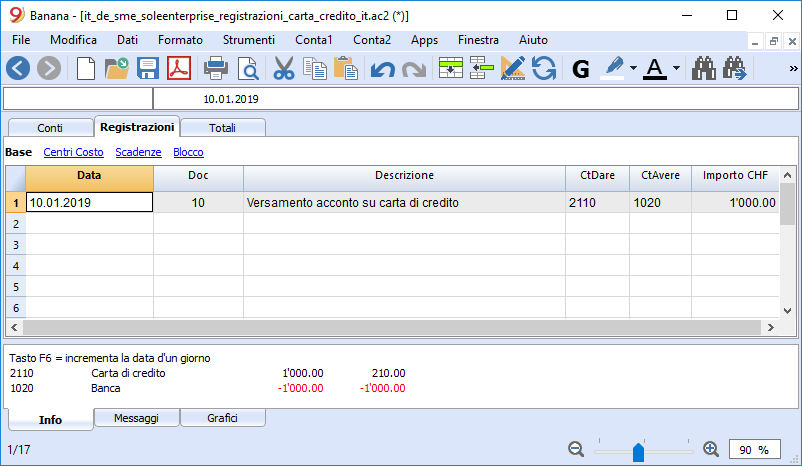 9 Banana - [it_de_sme_soleenterprise_registrazioni_carta_credito_it.ac2 (*)]
File Modifica Dati Formato Strumenti Conta1 Conta2 Apps Finestra Aiuto
G A »
10.01.2019
Conti Registrazioni Totali
Base Centri Costo Scadenze Blocco
Data Doc Descrizione CtDare CtAvere Importo CHF
1 10.01.2019 10 Versamento acconto su carta di credito 2110 1020 1'000.00
2
3
4
5
6
Tasto F6 = incrementa la data d'un giorno
2110 Carta di credito 1'000.00 210.00
1020 Banca -1'000.00 -1'000.00
Info Messaggi Grafici
1/17 90 %